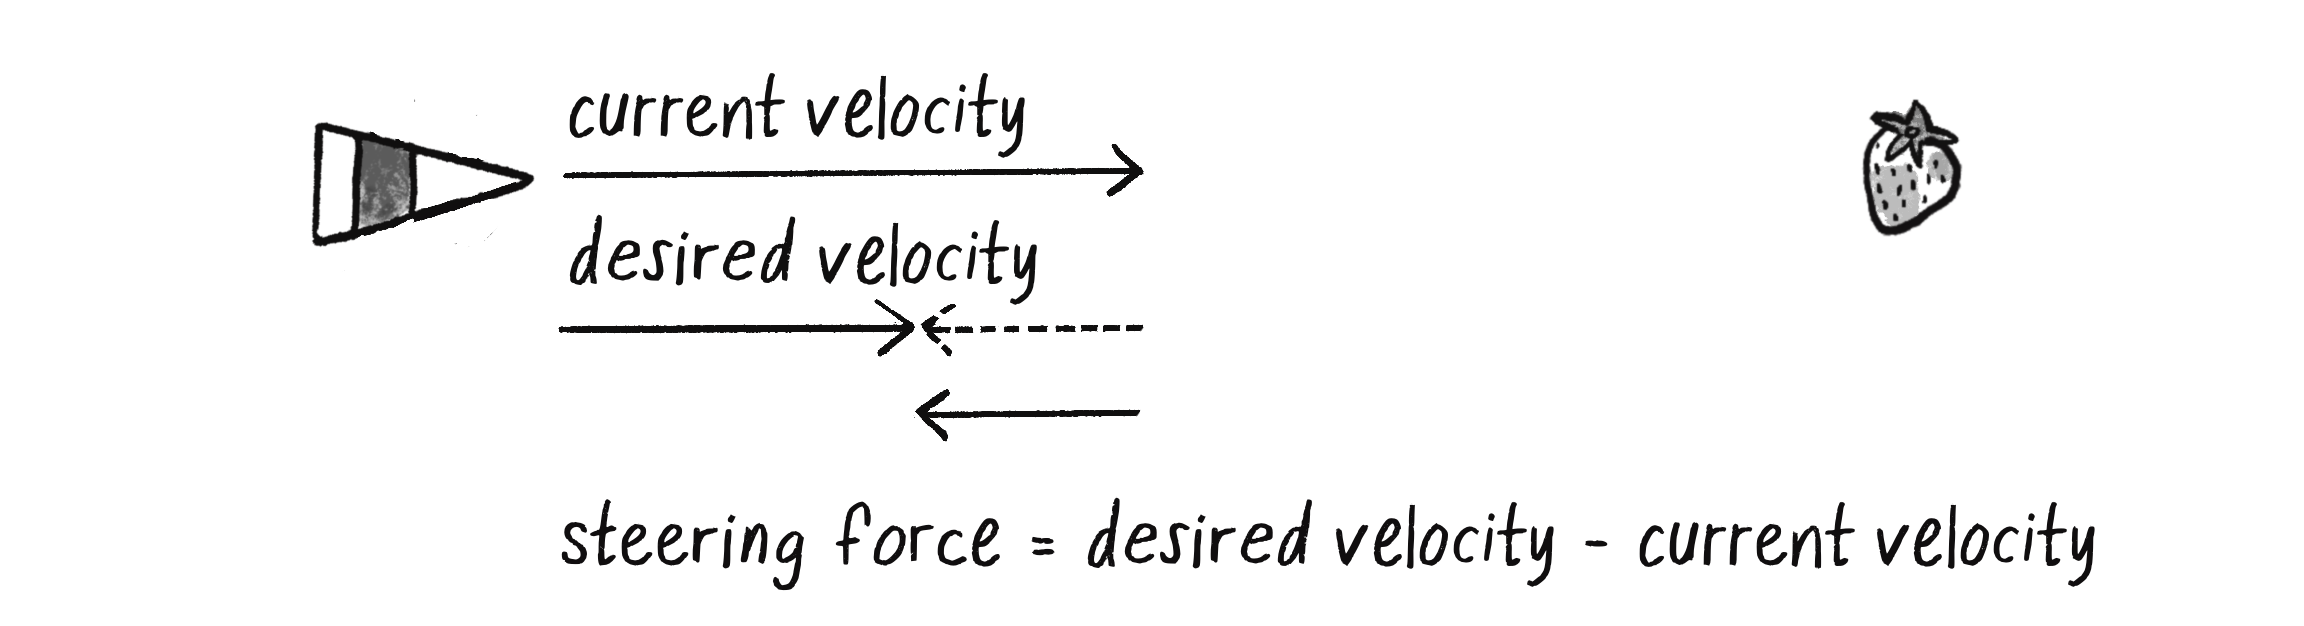 current velocity
desired velocity
steering force = desired velocity - current velocity